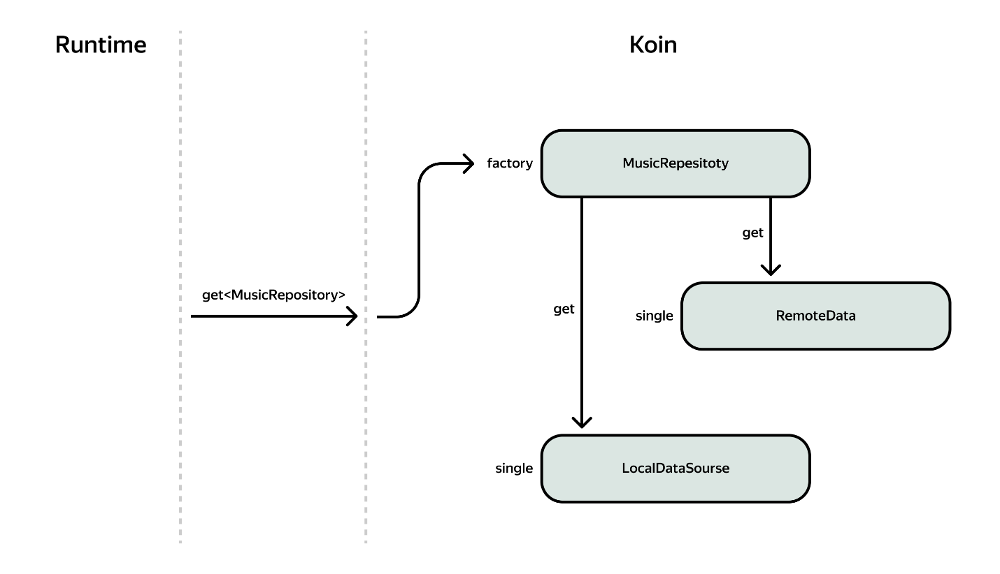 Runtime
Koin
factory
MusicRepesitoty
get
get<MusicRepository>
get
single
RemoteData
single
LocalDataSourse